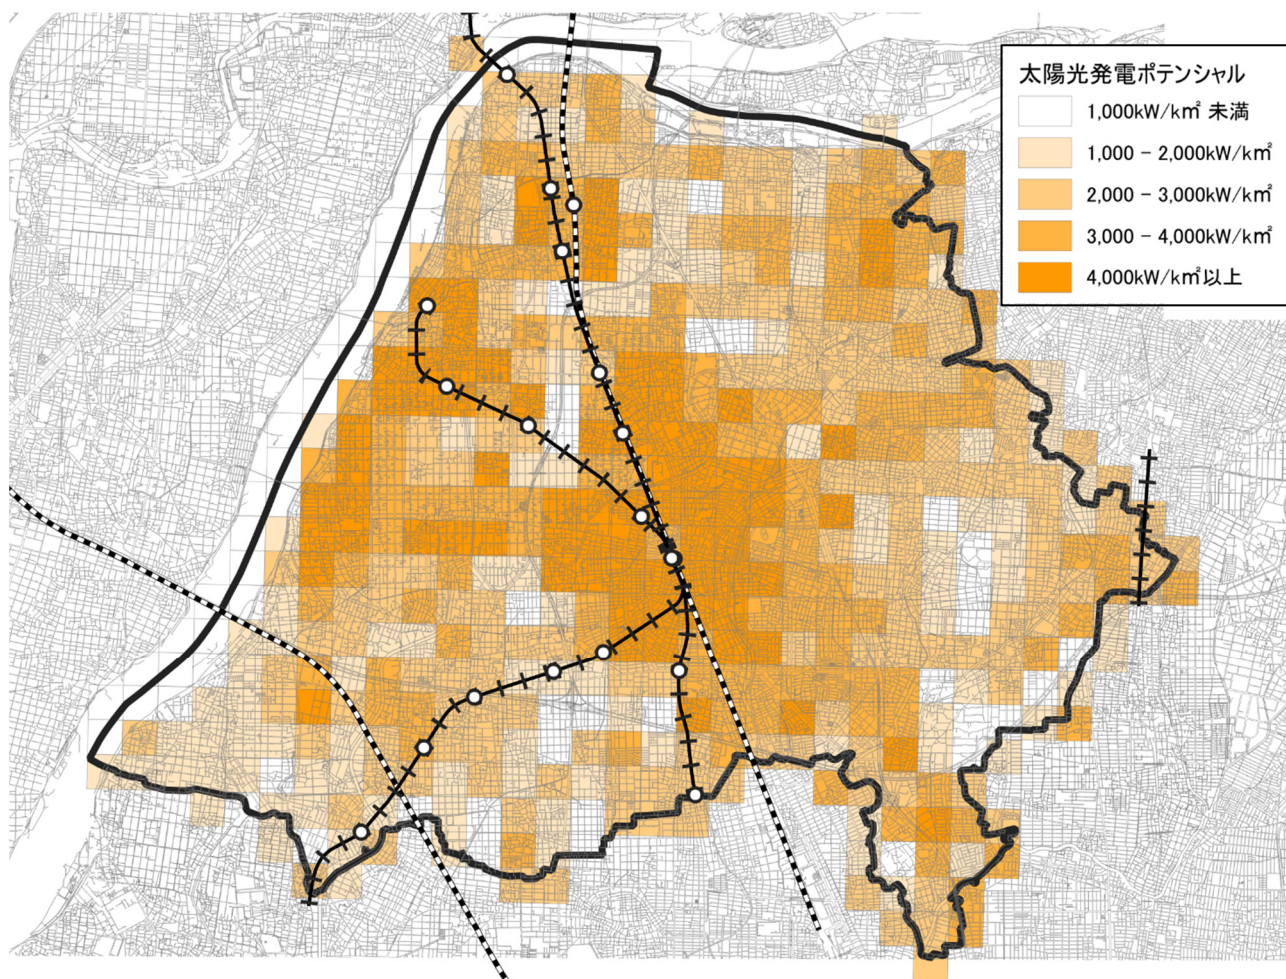 太陽光発電ポテンシャル
1,000kW/k㎡ 未満
1,000 – 2,000kW/k㎡
2,000 – 3,000kW/k㎡
3,000 – 4,000kW/k㎡
4,000kW/k㎡以上